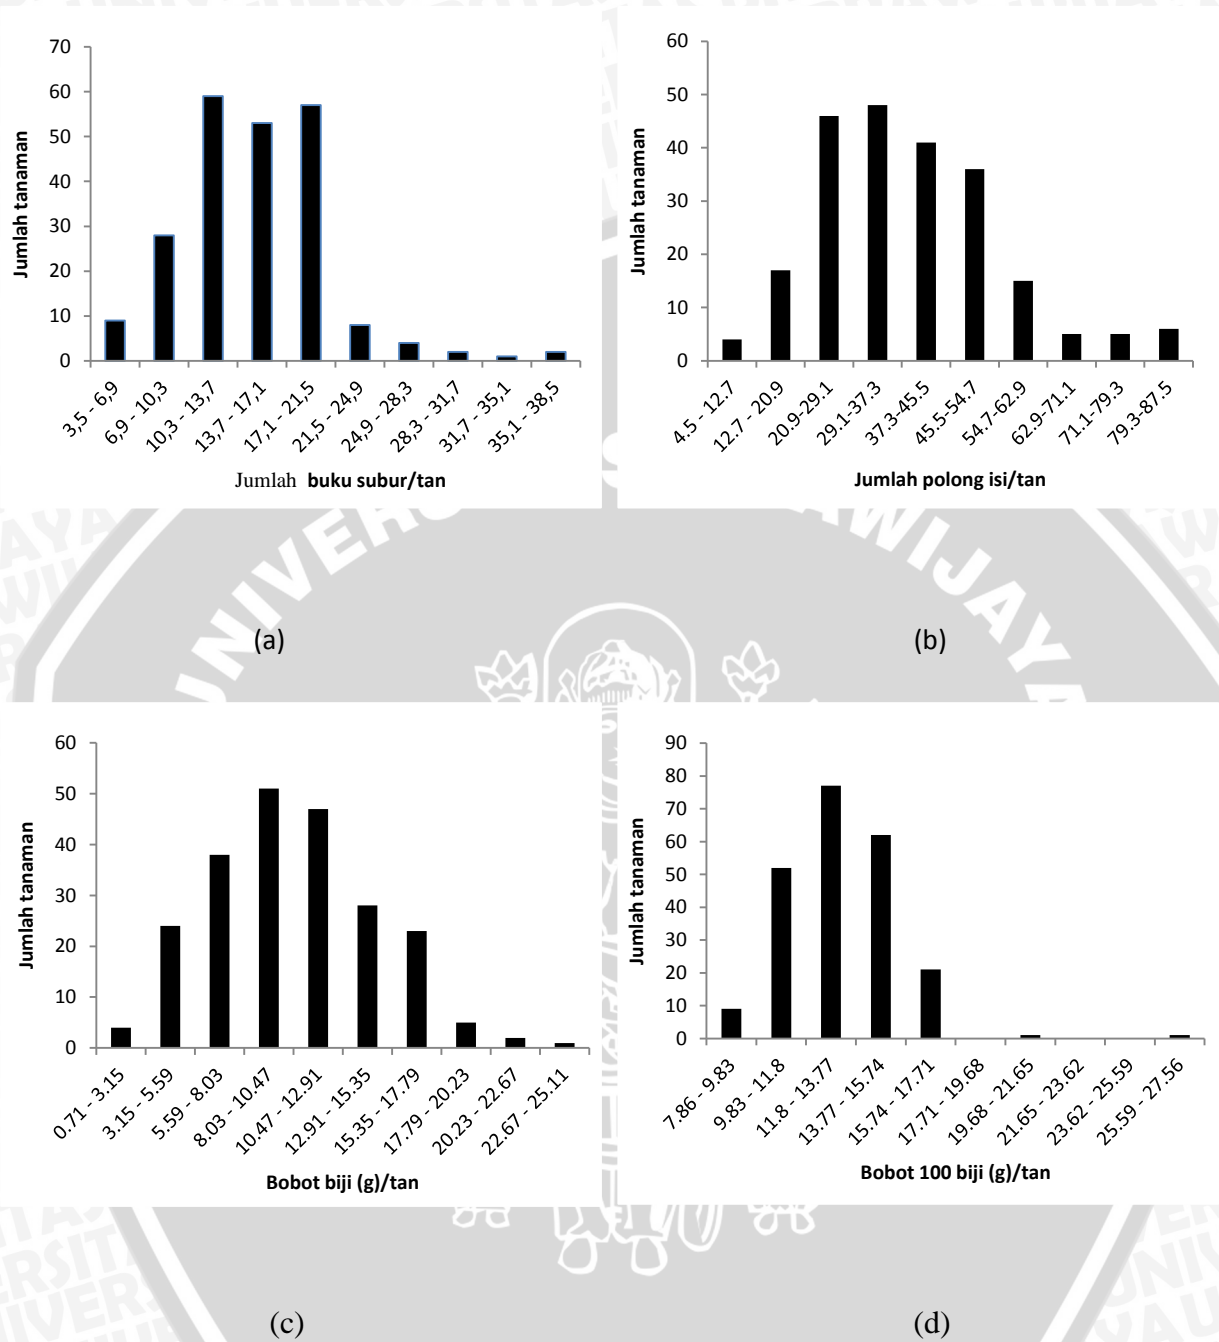 70
60
50
40
30
20
10
0
Jumlah tanaman
3,5 - 6,9
6,9 - 10,3
10,3 - 13,7
13,7 - 17,1
17,1 - 21,5
21,5 - 24,9
24,9 - 28,3
28,3 - 31,7
31,7 - 35,1
35,1 - 38,5
Jumlah buku subur/tan
60
50
40
30
20
10
0
Jumlah tanaman
4.5 - 12.7
12.7 - 20.9
20.9-29.1
29.1-37.3
37.3-45.5
45.5-54.7
54.7-62.9
62.9-71.1
71.1-79.3
79.3-87.5
Jumlah polong isi/tan
(a)
(b)
60
50
40
30
20
10
0
Jumlah tanaman
0.71 - 3.15
3.15 - 5.59
5.59 - 8.03
8.03 - 10.47
10.47 - 12.91
12.91 - 15.35
15.35 - 17.79
17.79 - 20.23
20.23 - 22.67
22.67 - 25.11
Bobot biji (g)/tan
90
80
70
60
50
40
30
20
10
0
Jumlah tanaman
7.86 - 9.83
9.83 - 11.8
11.8 - 13.77
13.77 - 15.74
15.74 - 17.71
17.71 - 19.68
19.68 - 21.65
21.65 - 23.62
23.62 - 25.59
25.59 - 27.56
Bobot 100 biji (g)/tan
(c)
(d)